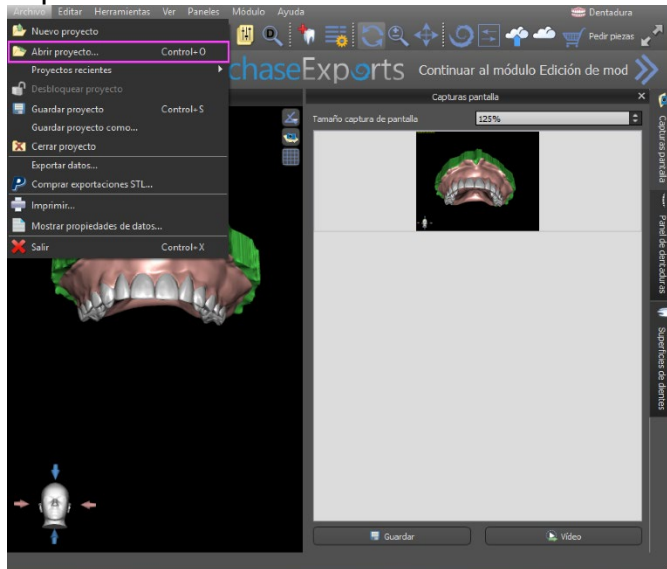 Archivo Editar Herramientas Ver Paneles Módulo Ayuda
Dentadura
Nuevo proyecto
Abrir proyecto... Control+O
Proyectos recientes
Desbloquear proyecto
Guardar proyecto Control+S
Guardar proyecto como...
Cerrar proyecto
Exportar datos...
Comprar exportaciones STL...
Imprimir...
Mostrar propiedades de datos...
Salir Control+X
Pedir piezas
chaseExports Continuar al módulo Edición de mod
Capturas pantalla
Tamaño captura de pantalla 125%
Guardar
Vídeo
Capturas pantalla
Panel de dentaduras
Superficies de dientes